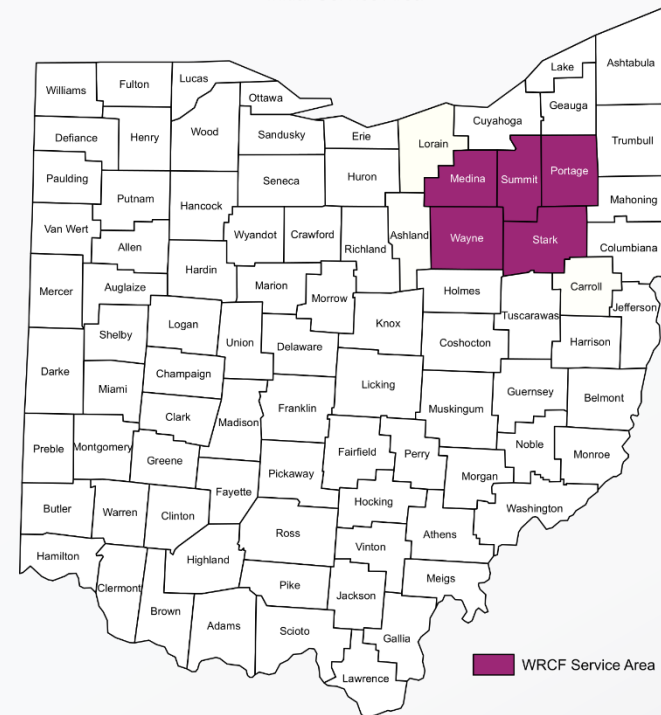 Lake
Ashtabula
Williams
Fulton
Lucas
Ottawa
Geauga
Cuyahoga
Defiance
Henry
Wood
Sandusky
Erie
Lorain
Trumbull
Paulding
Seneca
Huron
Medina
Summit
Portage
Putnam
Hancock
Mahoning
Van Wert
Allen
Wyandot
Crawford
Richland
Ashland
Wayne
Stark
Columbiana
Hardin
Mercer
Auglaize
Marion
Morrow
Holmes
Carroll
Jefferson
Tuscarawas
Logan
Knox
Shelby
Union
Delaware
Coshocton
Harrison
Darke
Champaign
Miami
Licking
Guernsey
Belmont
Clark
Madison
Franklin
Muskingum
Preble
Montgomery
Greene
Fairfield
Perry
Noble
Monroe
Pickaway
Morgan
Fayette
Butler
Warren
Clinton
Hocking
Washington
Ross
Athens
Vinton
Hamilton
Highland
Clermont
Pike
Jackson
Meigs
Brown
Adams
Scioto
Gallia
Lawrence
WRCF Service Area